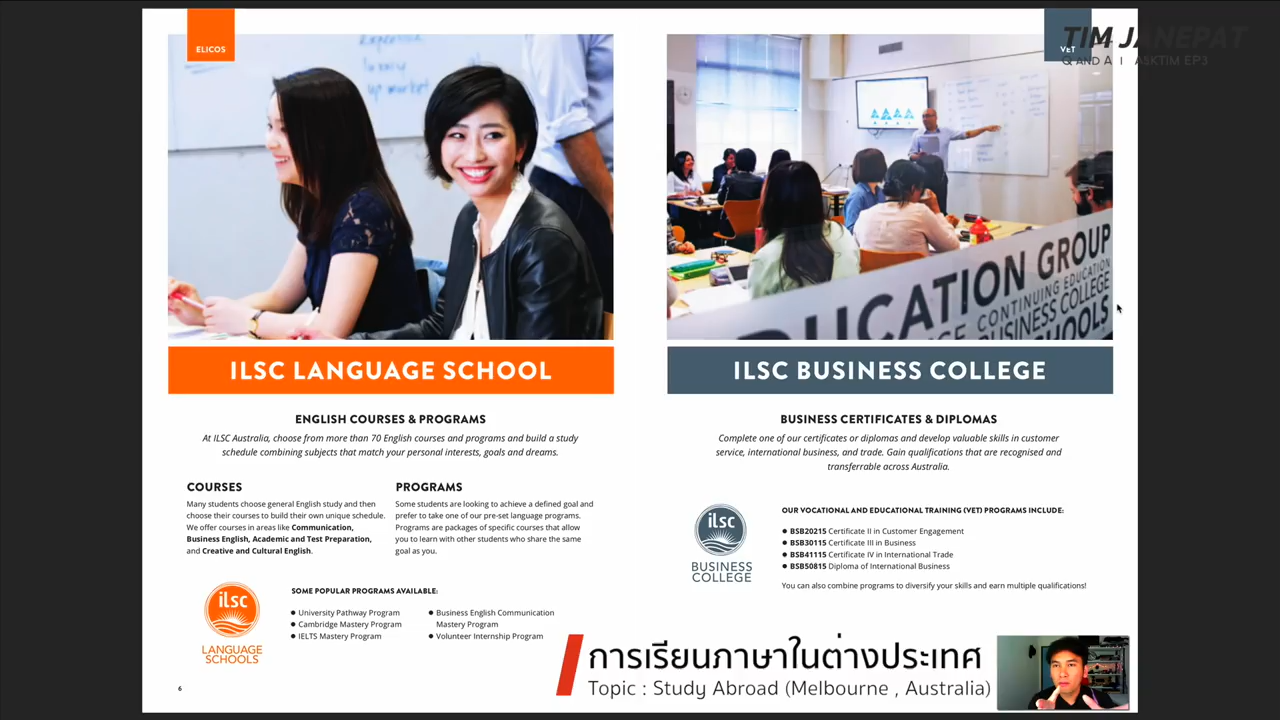 ELICOS
VET
TIM JANEPAT
Q AND A | ASKTIM EP3
EDUCATION GROUP
CONTINUING EDUCATION
BUSINESS COLLEGE
SCHOOLS
ILSC LANGUAGE SCHOOL
ENGLISH COURSES & PROGRAMS
At ILSC Australia, choose from more than 70 English courses and programs and build a study
schedule combining subjects that match your personal interests, goals and dreams.
COURSES
Many students choose general English study and then
choose their courses to build their own unique schedule.
We offer courses in areas like Communication,
Business English, Academic and Test Preparation,
and Creative and Cultural English.
PROGRAMS
Some students are looking to achieve a defined goal and
prefer to take one of our pre-set language programs.
Programs are packages of specific courses that allow
you to learn with other students who share the same
goal as you.
ilsc
LANGUAGE
SCHOOLS
SOME POPULAR PROGRAMS AVAILABLE:
● University Pathway Program
● Cambridge Mastery Program
● IELTS Mastery Program
● Business English Communication
Mastery Program
● Volunteer Internship Program
6
ILSC BUSINESS COLLEGE
BUSINESS CERTIFICATES & DIPLOMAS
Complete one of our certificates or diplomas and develop valuable skills in customer
service, international business, and trade. Gain qualifications that are recognised and
transferrable across Australia.
ilsc
BUSINESS
COLLEGE
OUR VOCATIONAL AND EDUCATIONAL TRAINING (VET) PROGRAMS INCLUDE:
● BSB20215 Certificate II in Customer Engagement
● BSB30115 Certificate III in Business
● BSB41115 Certificate IV in International Trade
● BSB50815 Diploma of International Business
You can also combine programs to diversify your skills and earn multiple qualifications!
การเรียนภาษาในต่างประเทศ
Topic : Study Abroad (Melbourne , Australia)